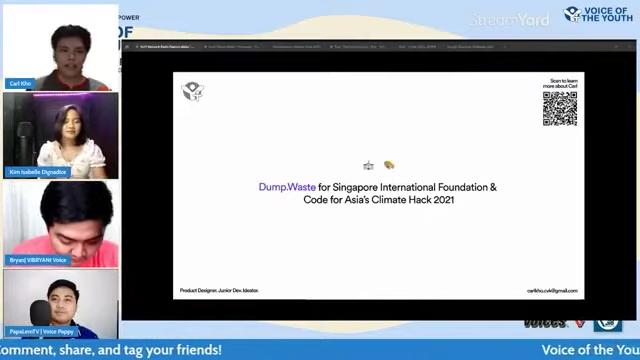 POWER
StreamYard
VOICE OF
THE YOUTH
Carl Kho
Kim Isabelle Dignadice
Bryan| ViBRYANt Voice
PapaLemTV | Voice Pappy
Scan to learn
more about Carl
Dump.Waste for Singapore International Foundation &
Code for Asia's Climate Hack 2021
Product Designer. Junior Dev. Ideator.
carlkho.cvk@gmail.com
Comment, share, and tag your friends!
Voice of the You